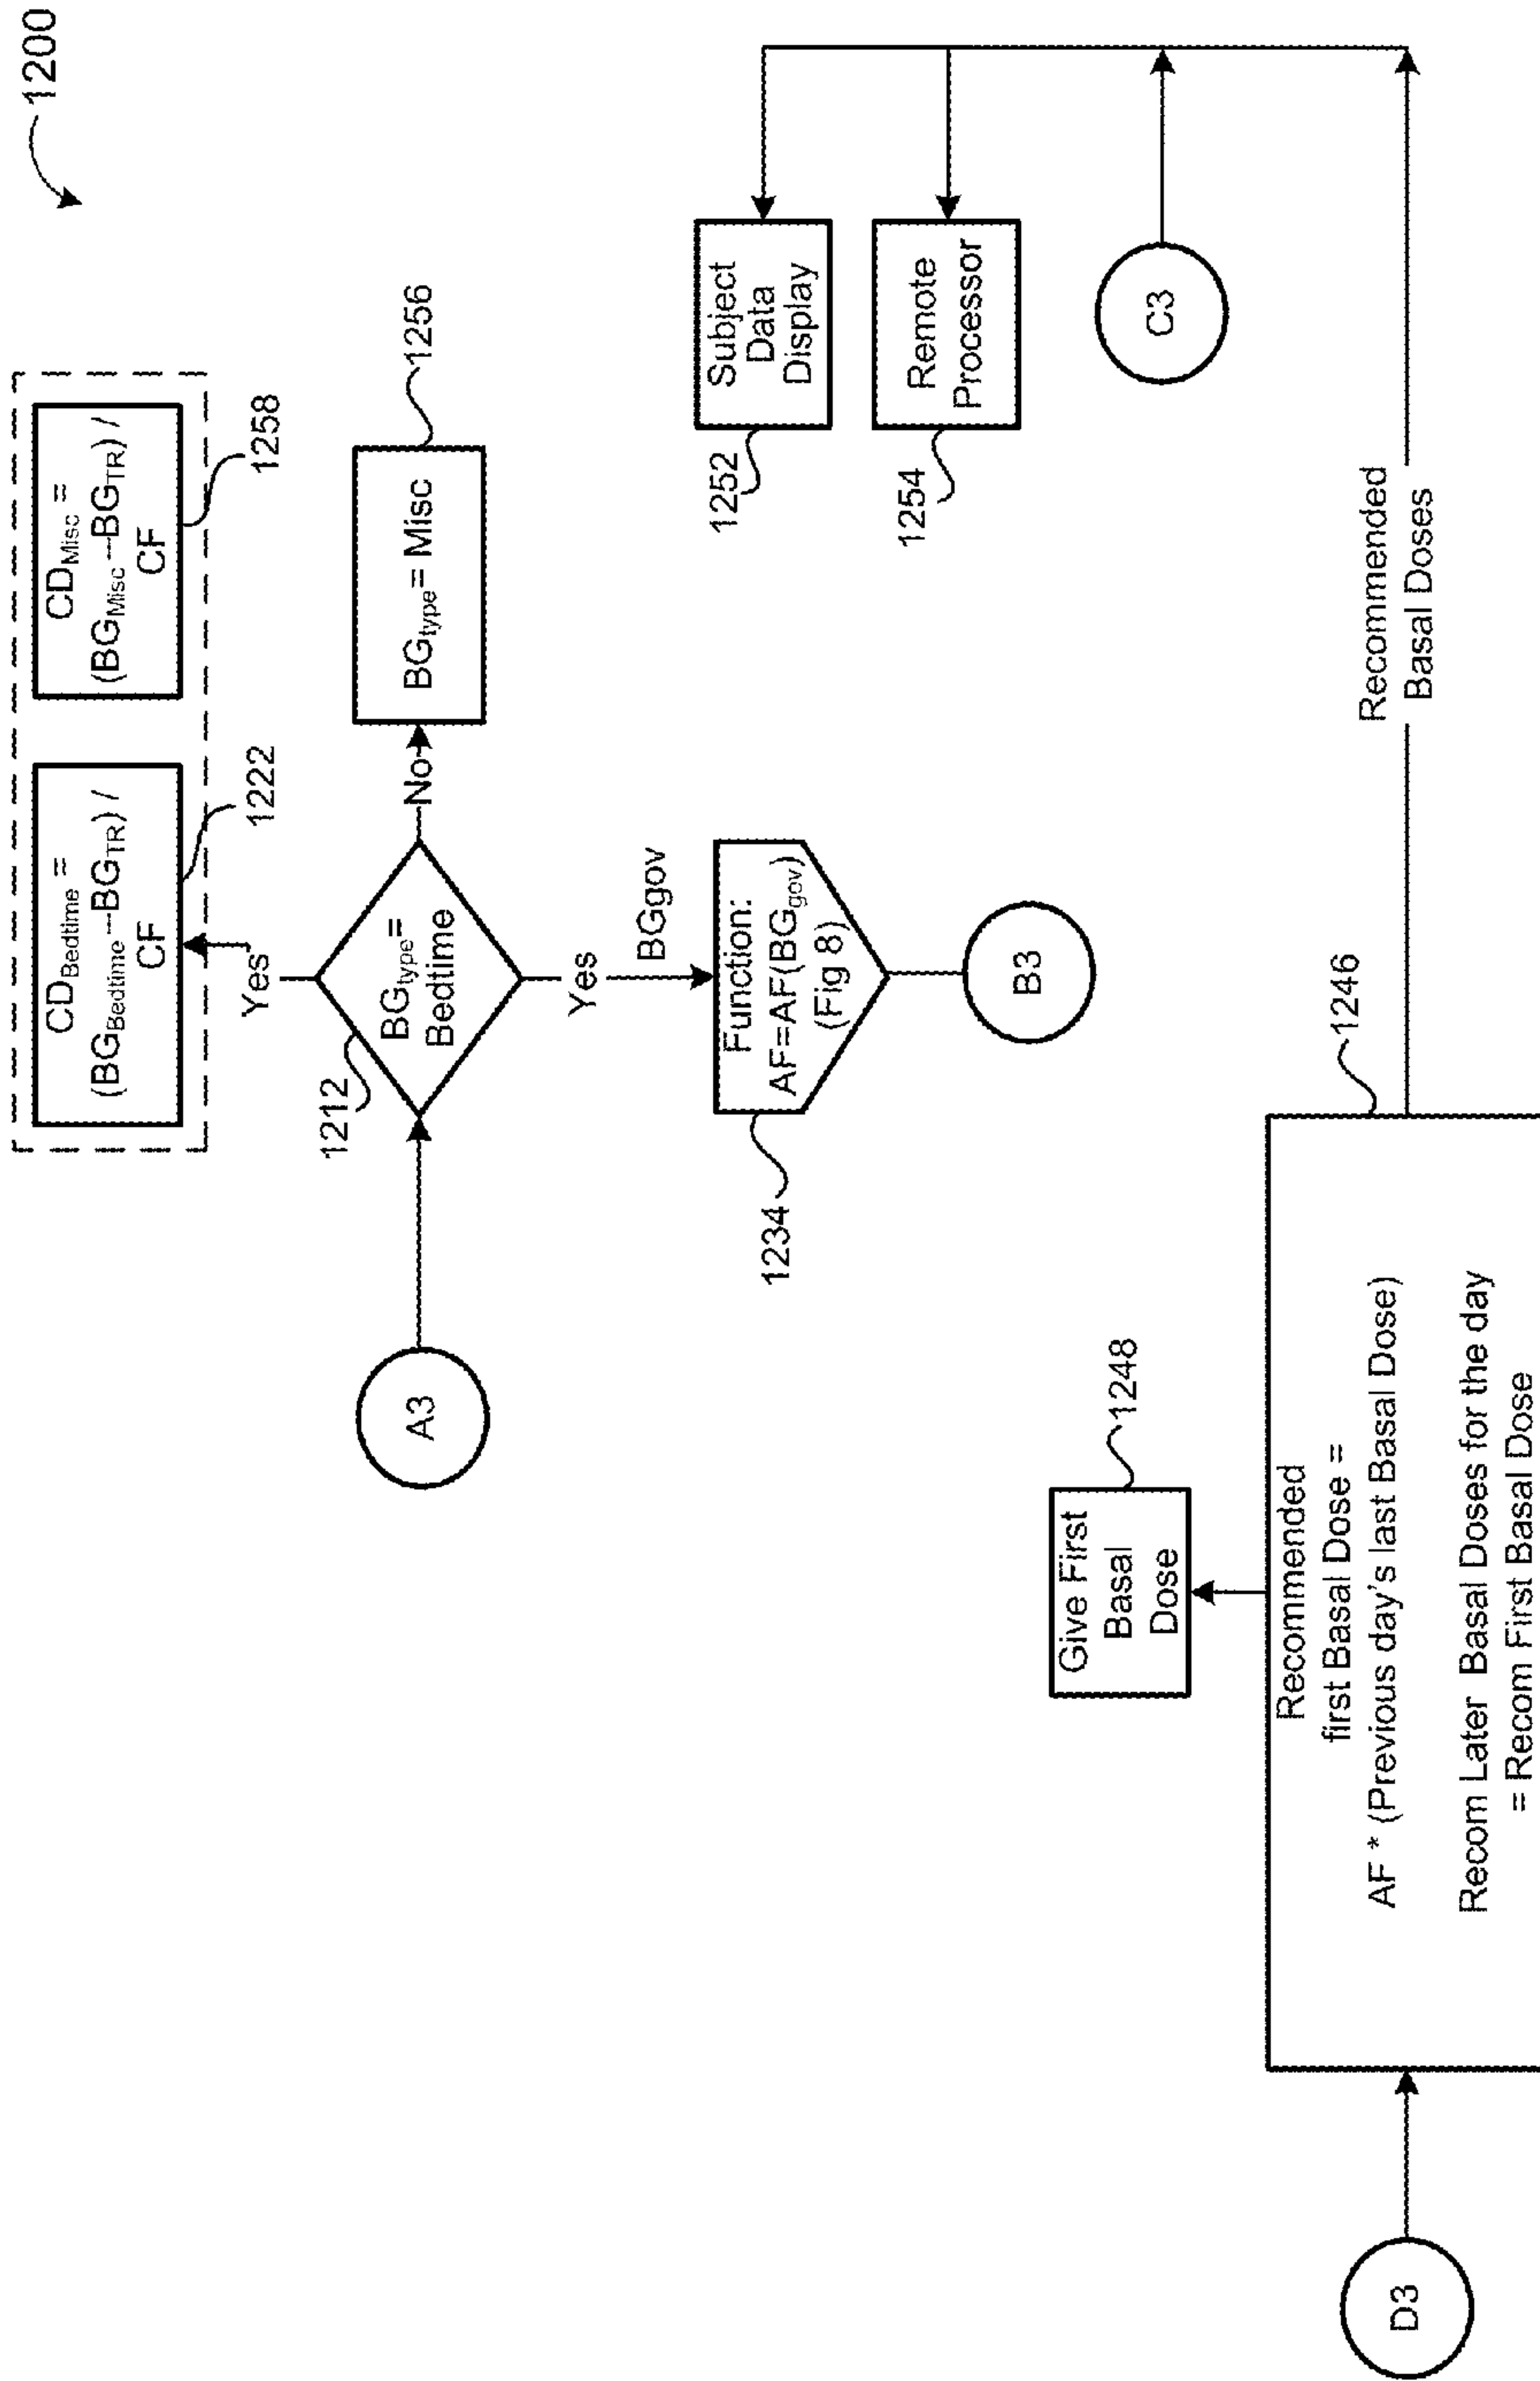 1200
CD_Bedtime =
(BG_Bedtime---BG_TR) /
CF
1222
CD_Misc =
(BG_Misc---BG_TR) /
CF
1258
Yes
A3
1212
BG_type=
Bedtime
No
BG_type= Misc
1256
Yes
BGgov
1234
Function:
AF=AF(BG_gov)
(Fig 8)
B3
Subject
Data
Display
1252
Remote
Processor
1254
C3
Give First
Basal
Dose
1248
D3
Recommended
first Basal Dose =
AF * (Previous day's last Basal Dose)
Recom Later Basal Doses for the day
= Recom First Basal Dose
1246
Recommended
Basal Doses